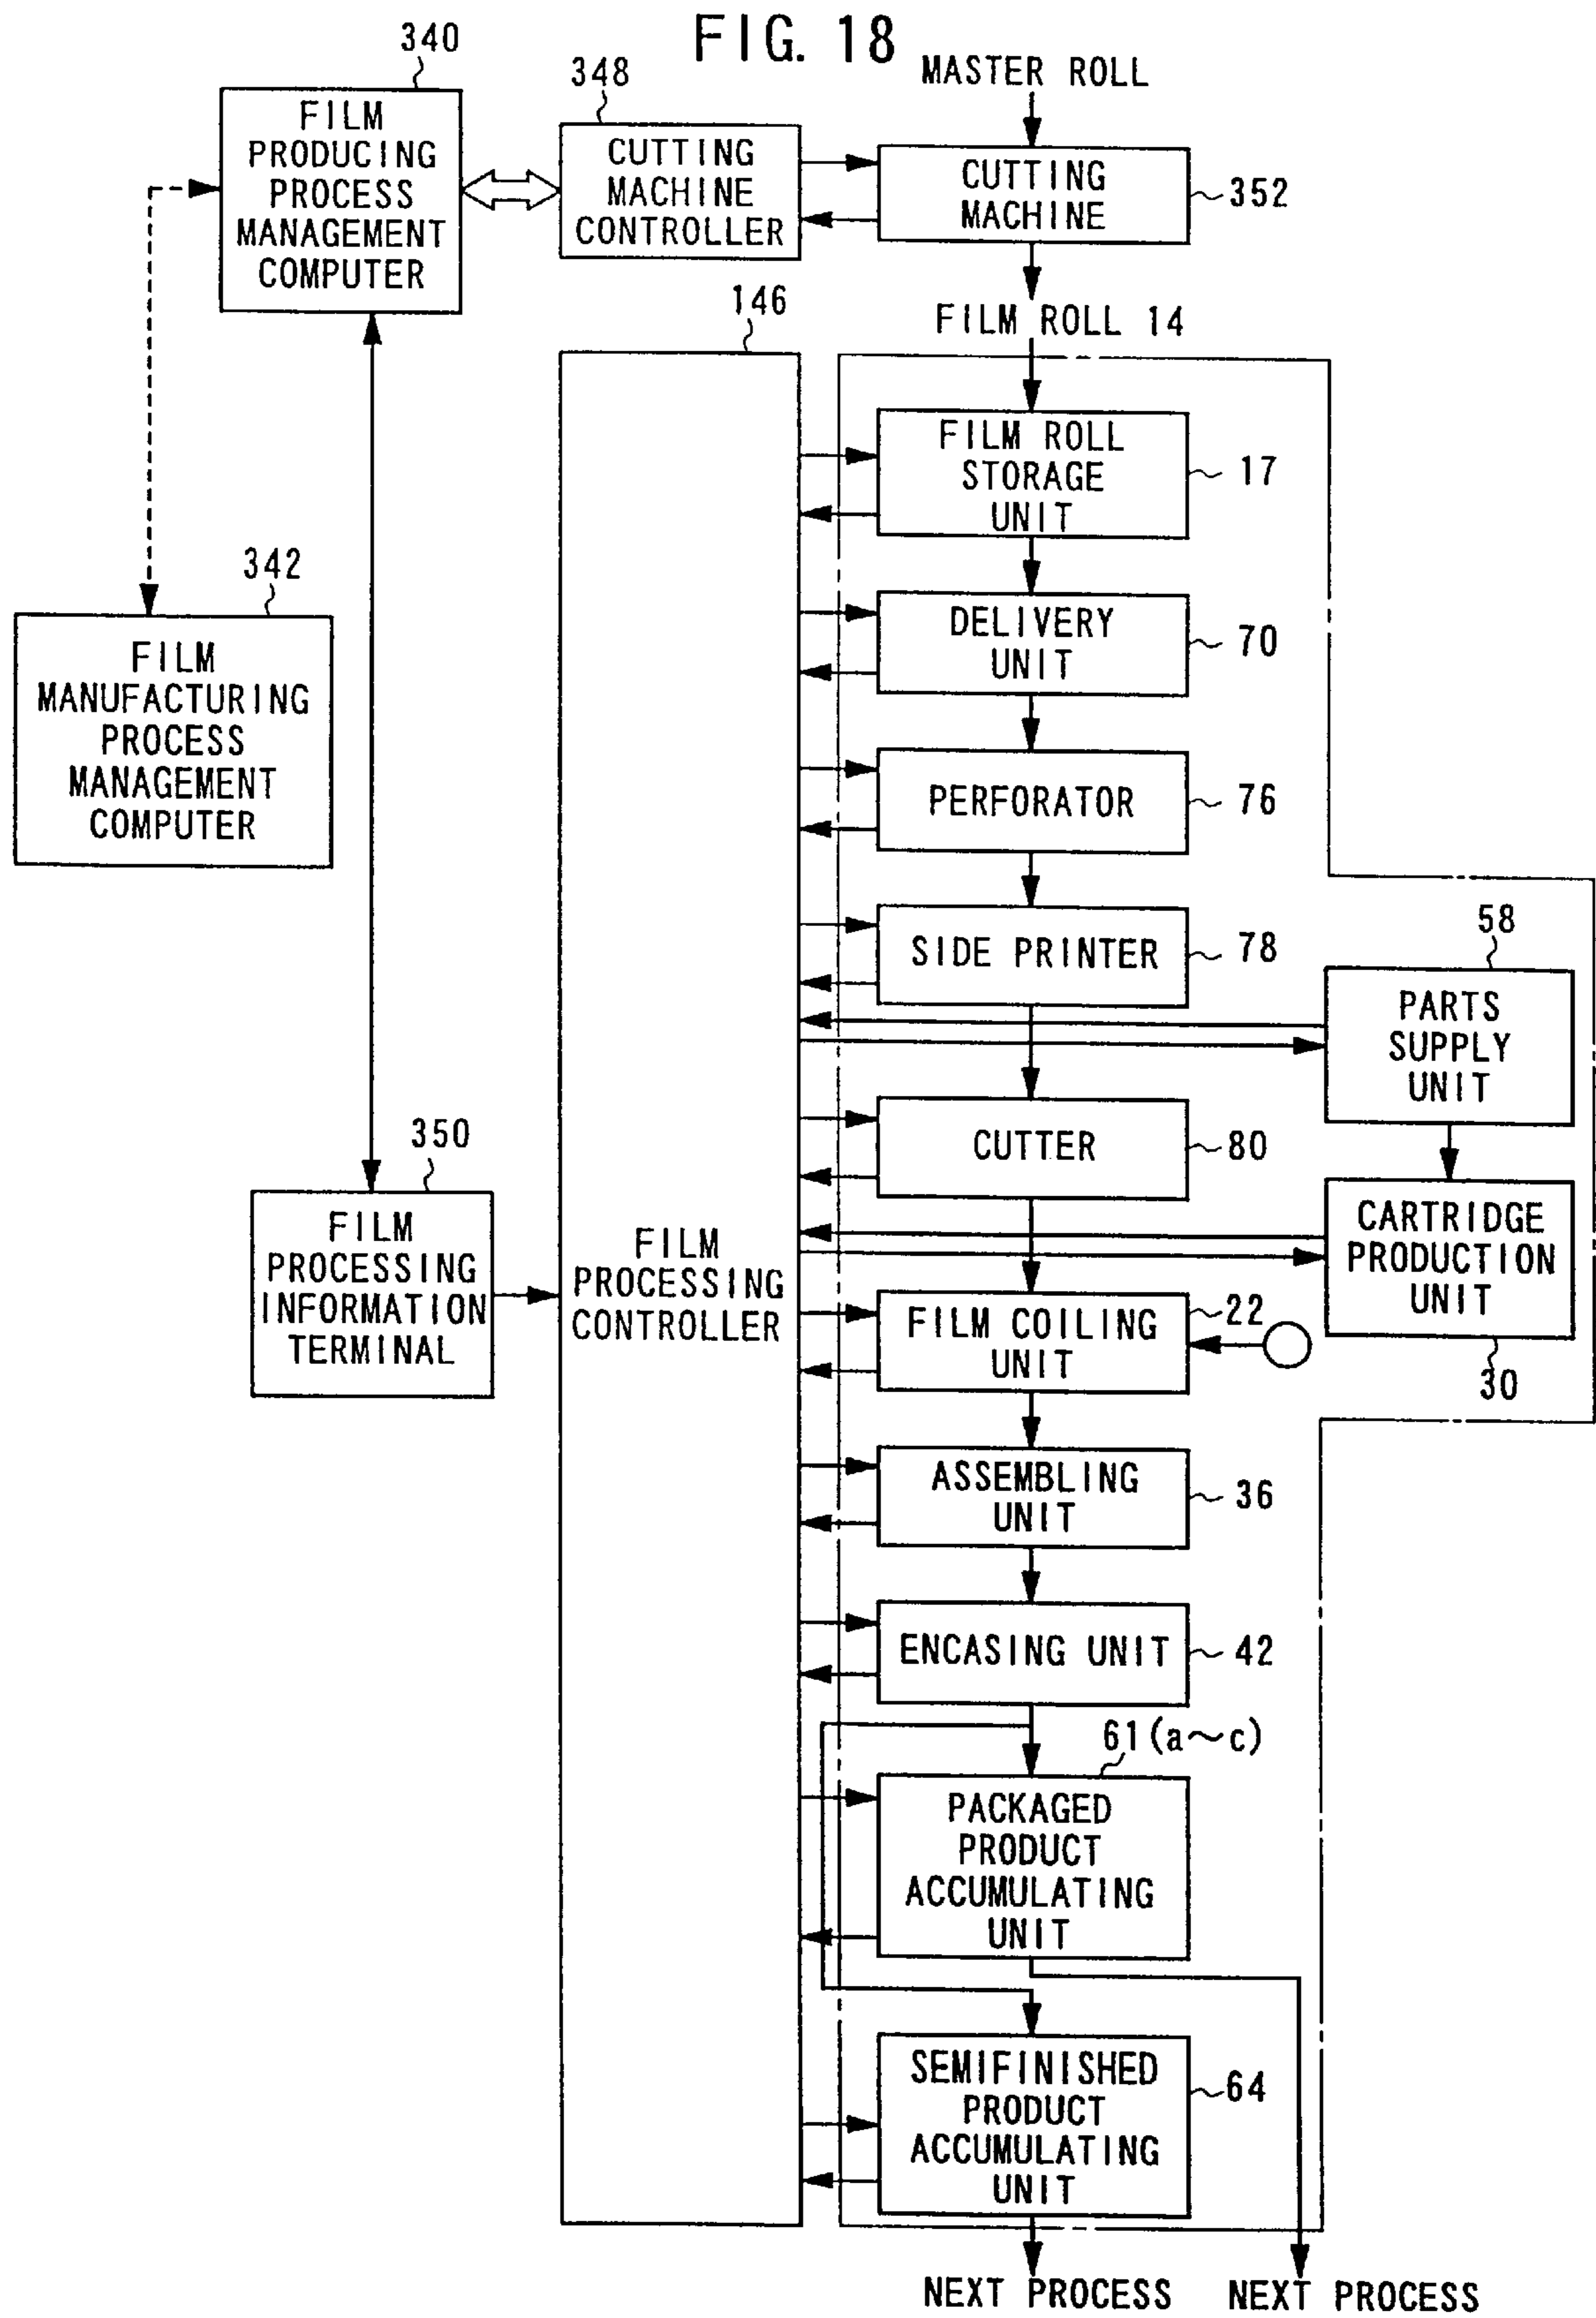 FIG. 18
340
FILM
PRODUCING
PROCESS
MANAGEMENT
COMPUTER
348
CUTTING
MACHINE
CONTROLLER
MASTER ROLL
CUTTING
MACHINE
352
FILM ROLL 14
146
FILM
PROCESSING
CONTROLLER
FILM ROLL
STORAGE
UNIT
17
342
FILM
MANUFACTURING
PROCESS
MANAGEMENT
COMPUTER
DELIVERY
UNIT
70
PERFORATOR
76
SIDE PRINTER
78
58
PARTS
SUPPLY
UNIT
CUTTER
80
350
FILM
PROCESSING
INFORMATION
TERMINAL
CARTRIDGE
PRODUCTION
UNIT
30
FILM COILING
UNIT
22
ASSEMBLING
UNIT
36
ENCASING UNIT
42
61(a～c)
PACKAGED
PRODUCT
ACCUMULATING
UNIT
SEMIFINISHED
PRODUCT
ACCUMULATING
UNIT
64
NEXT PROCESS
NEXT PROCESS